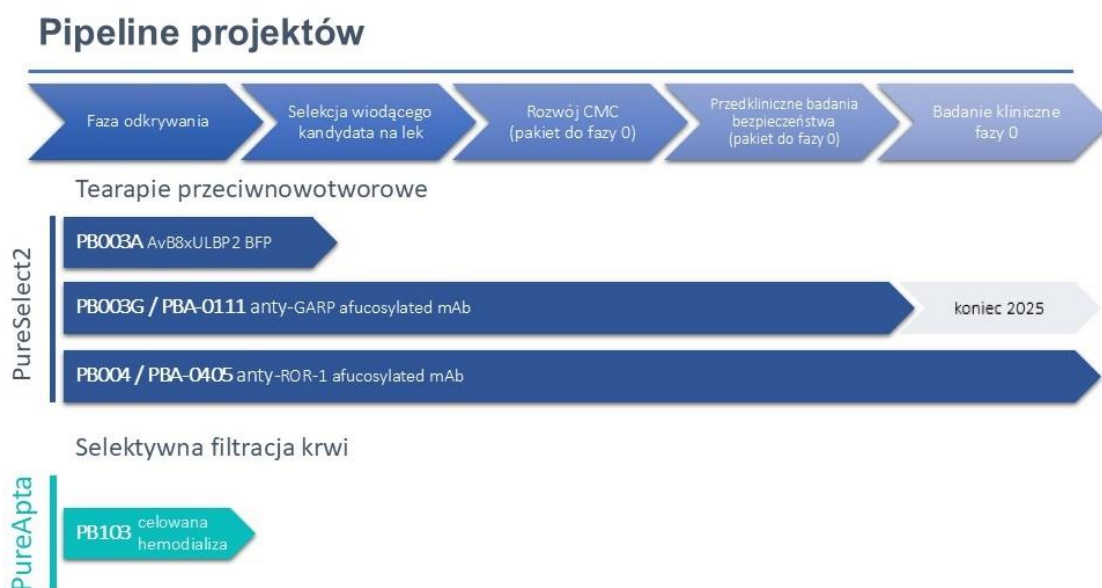 Pipeline projektów
Faza odkrywania
Selekcja wiodącego
kandydata na lek
Rozwój CMC
(pakiet do fazy 0)
Przedkliniczne badania
bezpieczeństwa
(pakiet do fazy 0)
Badanie kliniczne
fazy 0
Tearapie przeciwnowotworowe
PureSelect2
PB003A AvB8xULBP2 BFP
PB003G / PBA-0111 anty-GARP afucosylated mAb
koniec 2025
PB004 / PBA-0405 anty-ROR-1 afucosylated mAb
Selektywna filtracja krwi
PureApta
PB103 celowana
hemodializa